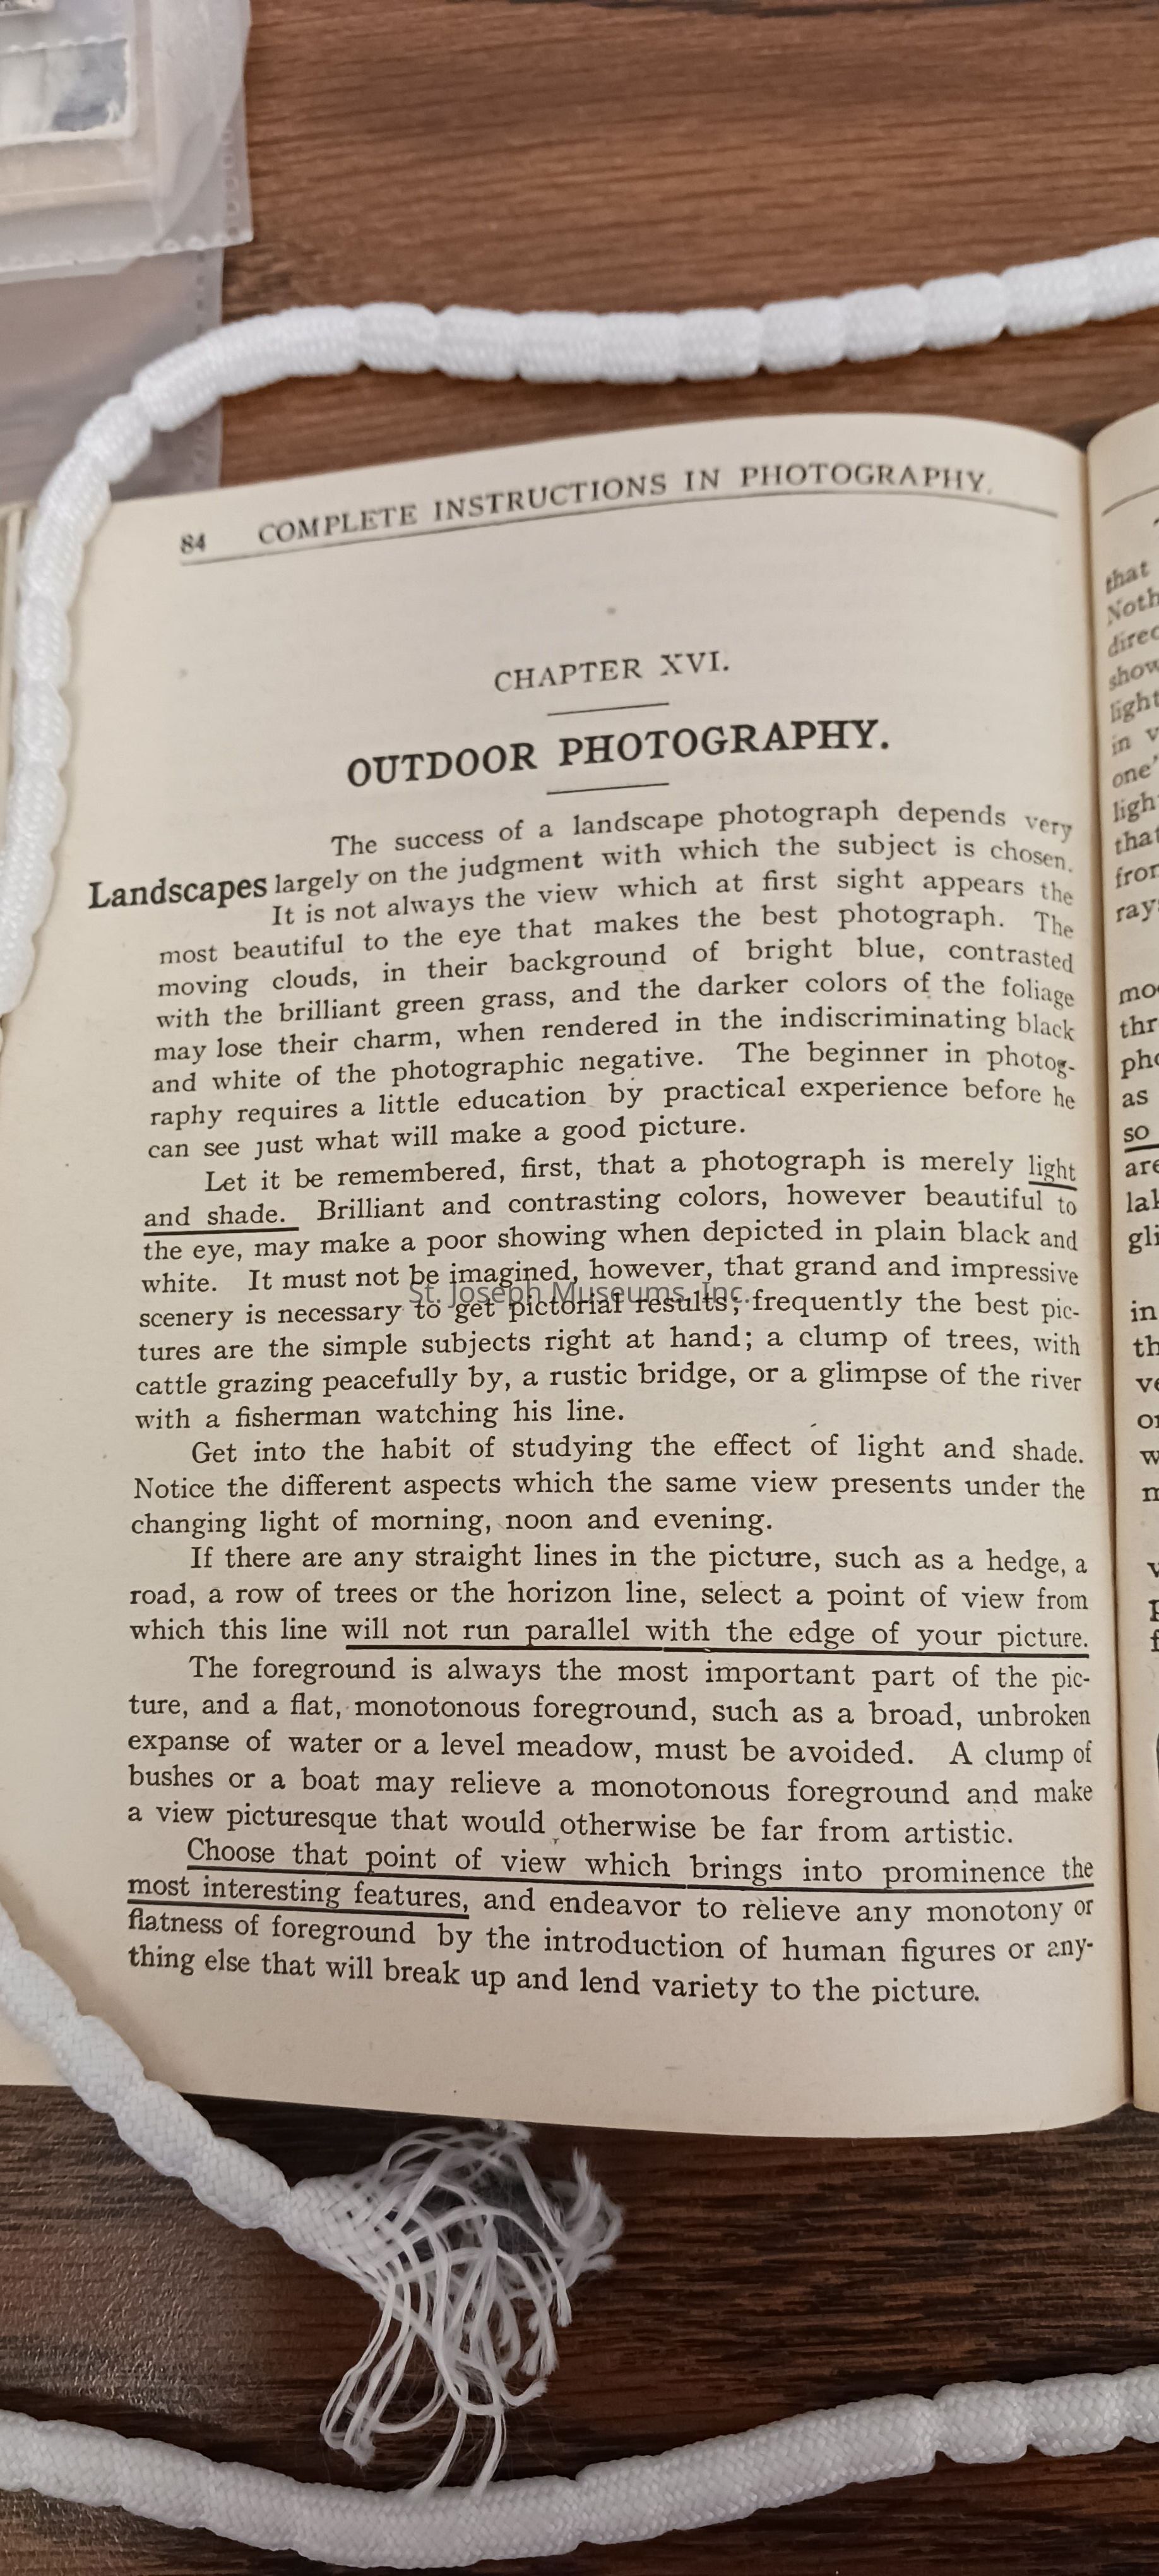 84 COMPLETE INSTRUCTIONS IN PHOTOGRAPHY.
CHAPTER XVI.
OUTDOOR PHOTOGRAPHY.
The success of a landscape photograph depends very
Landscapes largely on the judgment with which the subject is chosen.
It is not always the view which at first sight appears the
most beautiful to the eye that makes the best photograph. The
moving clouds, in their background of bright blue, contrasted
with the brilliant green grass, and the darker colors of the foliage
may lose their charm, when rendered in the indiscriminating black
and white of the photographic negative. The beginner in photog-
raphy requires a little education by practical experience before he
can see just what will make a good picture.
Let it be remembered, first, that a photograph is merely light
and shade. Brilliant and contrasting colors, however beautiful to
the eye, may make a poor showing when depicted in plain black and
white. It must not be imagined, however, that grand and impressive
St. Joseph Museums, Inc.
scenery is necessary to get pictorial results; frequently the best pic-
tures are the simple subjects right at hand; a clump of trees, with
cattle grazing peacefully by, a rustic bridge, or a glimpse of the river
with a fisherman watching his line.
Get into the habit of studying the effect of light and shade.
Notice the different aspects which the same view presents under the
changing light of morning, noon and evening.
If there are any straight lines in the picture, such as a hedge, a
road, a row of trees or the horizon line, select a point of view from
which this line will not run parallel with the edge of your picture.
The foreground is always the most important part of the pic-
ture, and a flat, monotonous foreground, such as a broad, unbroken
expanse of water or a level meadow, must be avoided. A clump of
bushes or a boat may relieve a monotonous foreground and make
a view picturesque that would otherwise be far from artistic.
Choose that point of view which brings into prominence the
most interesting features, and endeavor to relieve any monotony or
flatness of foreground by the introduction of human figures or any-
thing else that will break up and lend variety to the picture.
that
in
one'
that
as
so
in